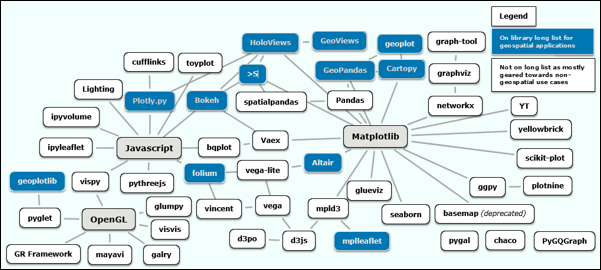 Legend
On library long list for
geospatial applications
Not on long list as mostly
geared towards non-
geospatial use cases
HoloViews
GeoViews
geoplot
graph-tool
cufflinks
toyplot
>5
GeoPandas
Cartopy
graphviz
Lighting
Plotly.py
Bokeh
spatialpandas
Pandas
networkx
YT
ipyvolume
yellowbrick
ipyleaflet
Javascript
bqplot
Vaex
Matplotlib
scikit-plot
geoplotlib
vispy
pythreejs
folium
vega-lite
Altair
glueviz
ggpy
plotnine
pyglet
OpenGL
glumpy
vincent
vega
mpld3
seaborn
basemap (deprecated)
visvis
GR Framework
mayavi
galry
d3po
d3js
mplleaflet
pygal
chaco
PyGQGraph